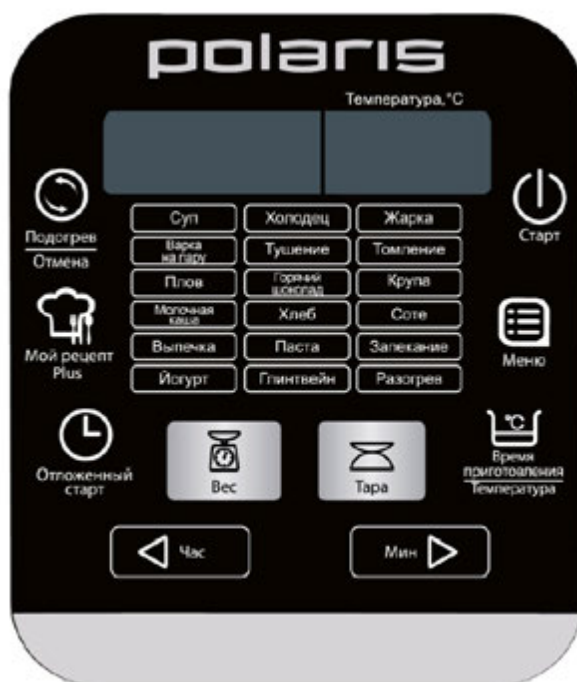 polaris
Температура,°C
Подогрев
Отмена
Мой рецепт
Plus
Отложенный
старт
Суп
Холодец
Жарка
Варка
на пару
Тушение
Томление
Плов
Горячий
шоколад
Крупа
Молочная
каша
Хлеб
Соте
Выпечка
Паста
Запекание
Йогурт
Глинтвейн
Разогрев
Старт
Меню
°C
Время
приготовления
Температура
Вес
Тара
Час
Мин